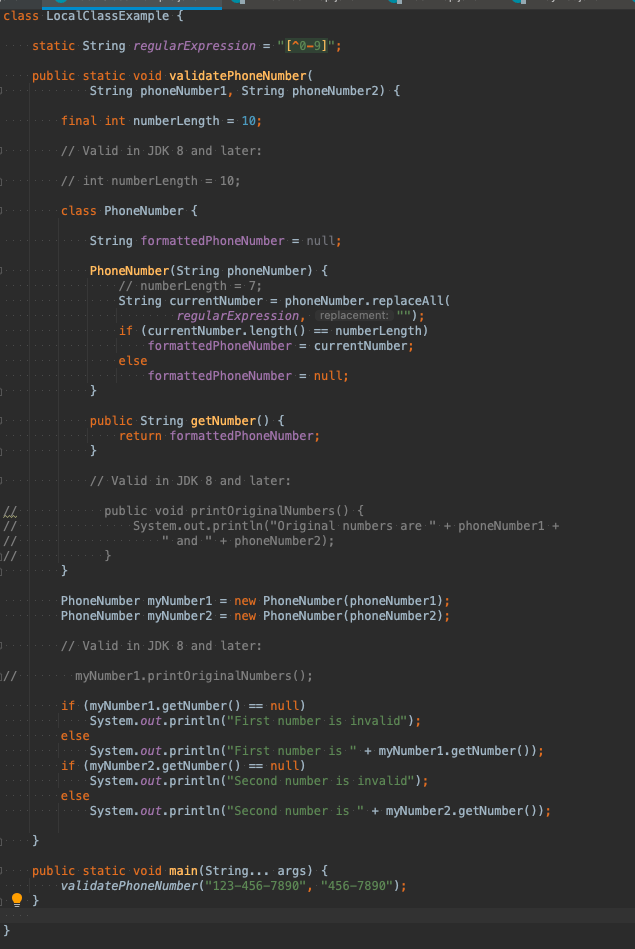 class LocalClassExample {
static String regularExpression = "[^0-9]";
public static void validatePhoneNumber(
String phoneNumber1, String phoneNumber2) {
final int numberLength = 10;
// Valid in JDK 8 and later:
// int numberLength = 10;
class PhoneNumber {
String formattedPhoneNumber = null;
PhoneNumber(String phoneNumber) {
// numberLength = 7;
String currentNumber = phoneNumber.replaceAll(
regularExpression, replacement: "");
if (currentNumber.length() == numberLength)
formattedPhoneNumber = currentNumber;
else
formattedPhoneNumber = null;
}
public String getNumber() {
return formattedPhoneNumber;
}
// Valid in JDK 8 and later:
// public void printOriginalNumbers() {
// System.out.println("Original numbers are " + phoneNumber1 +
// " and " + phoneNumber2);
// }
}
PhoneNumber myNumber1 = new PhoneNumber(phoneNumber1);
PhoneNumber myNumber2 = new PhoneNumber(phoneNumber2);
// Valid in JDK 8 and later:
// myNumber1.printOriginalNumbers();
if (myNumber1.getNumber() == null)
System.out.println("First number is invalid");
else
System.out.println("First number is " + myNumber1.getNumber());
if (myNumber2.getNumber() == null)
System.out.println("Second number is invalid");
else
System.out.println("Second number is " + myNumber2.getNumber());
}
public static void main(String... args) {
validatePhoneNumber("123-456-7890", "456-7890");
}
}